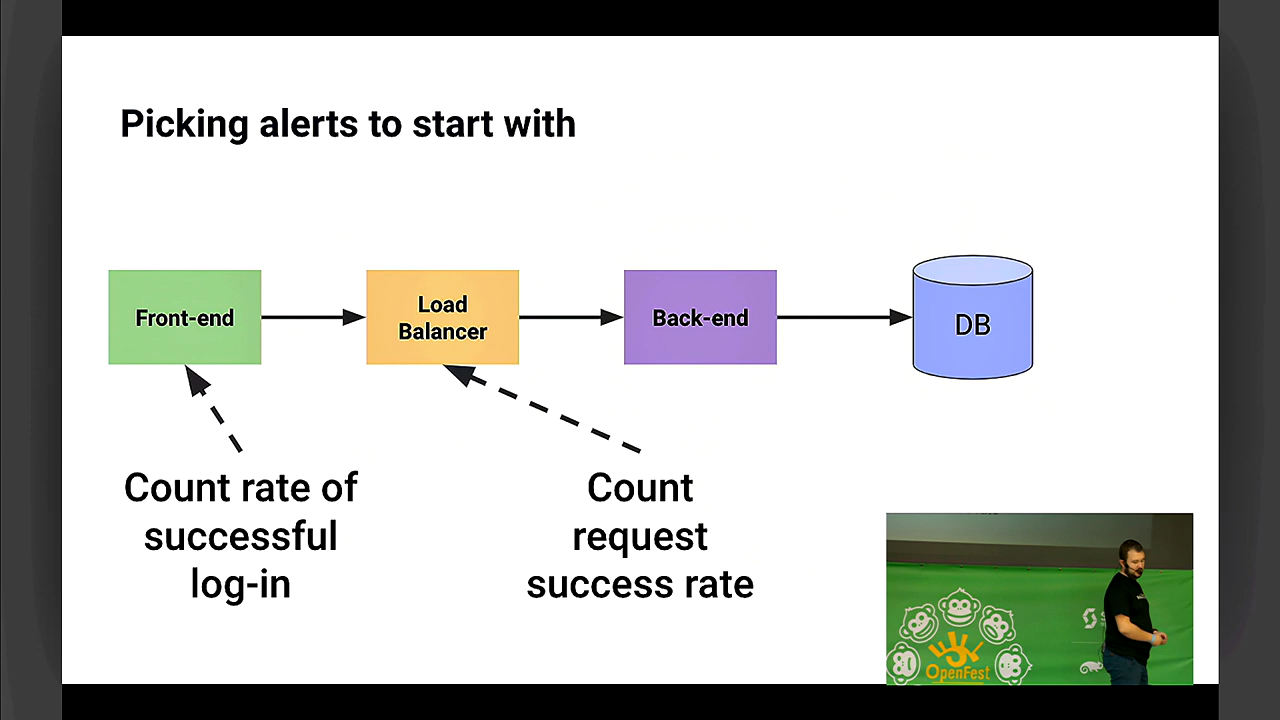 Picking alerts to start with
Front-end
Load
Balancer
Back-end
DB
Count rate of
successful
log-in
Count
request
success rate
OpenFest